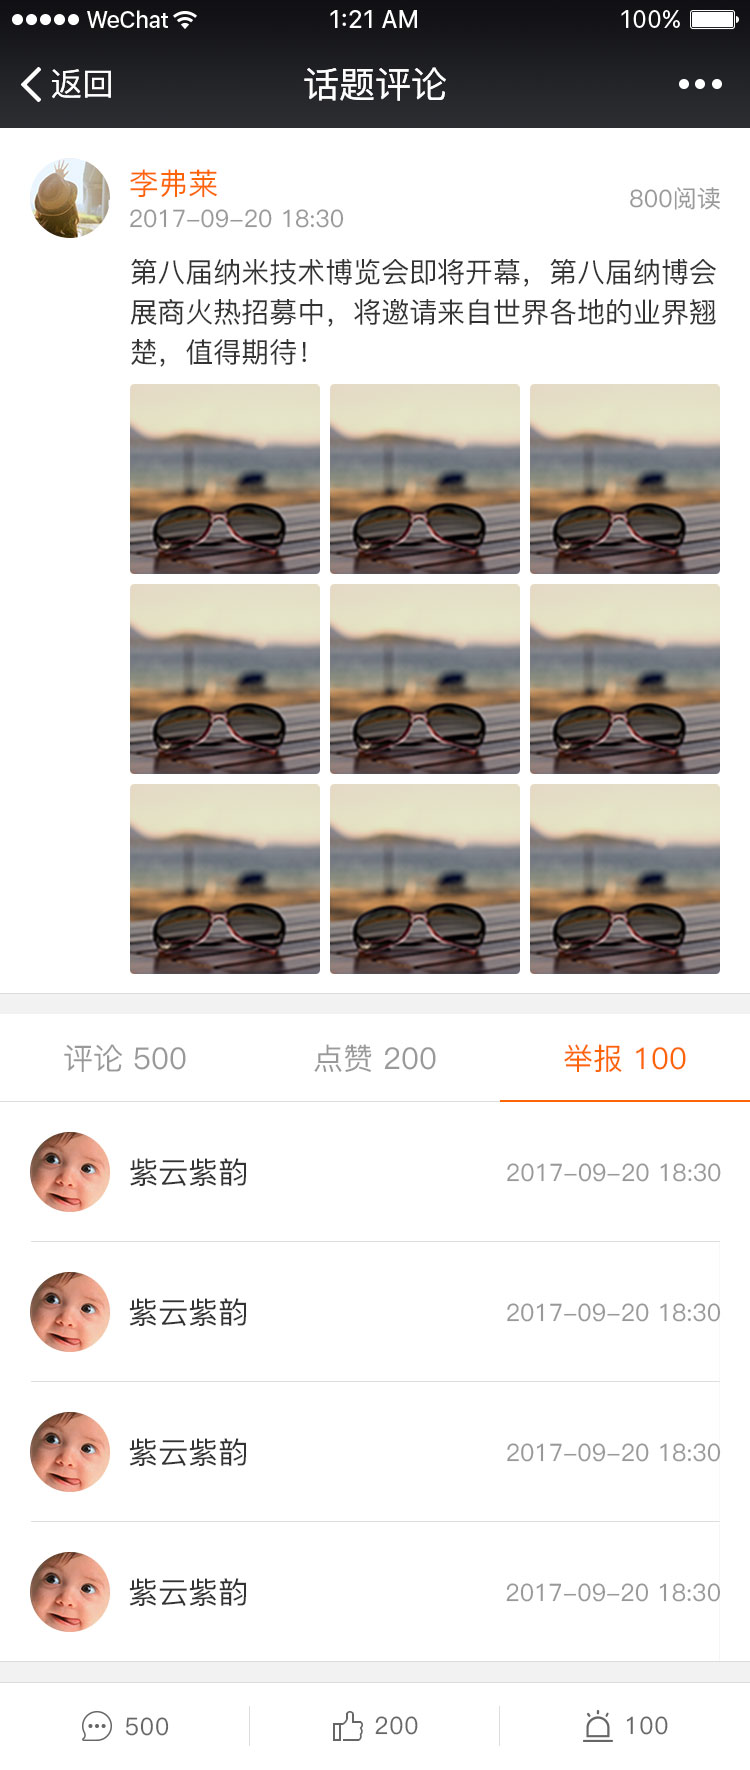 WeChat 1:21 AM 100%
返回 话题评论
李弗莱
2017-09-20 18:30
800阅读
第八届纳米技术博览会即将开幕，第八届纳博会
展商火热招募中，将邀请来自世界各地的业界翘
楚，值得期待！
评论 500 点赞 200 举报 100
紫云紫韵 2017-09-20 18:30
紫云紫韵 2017-09-20 18:30
紫云紫韵 2017-09-20 18:30
紫云紫韵 2017-09-20 18:30
500 200 100